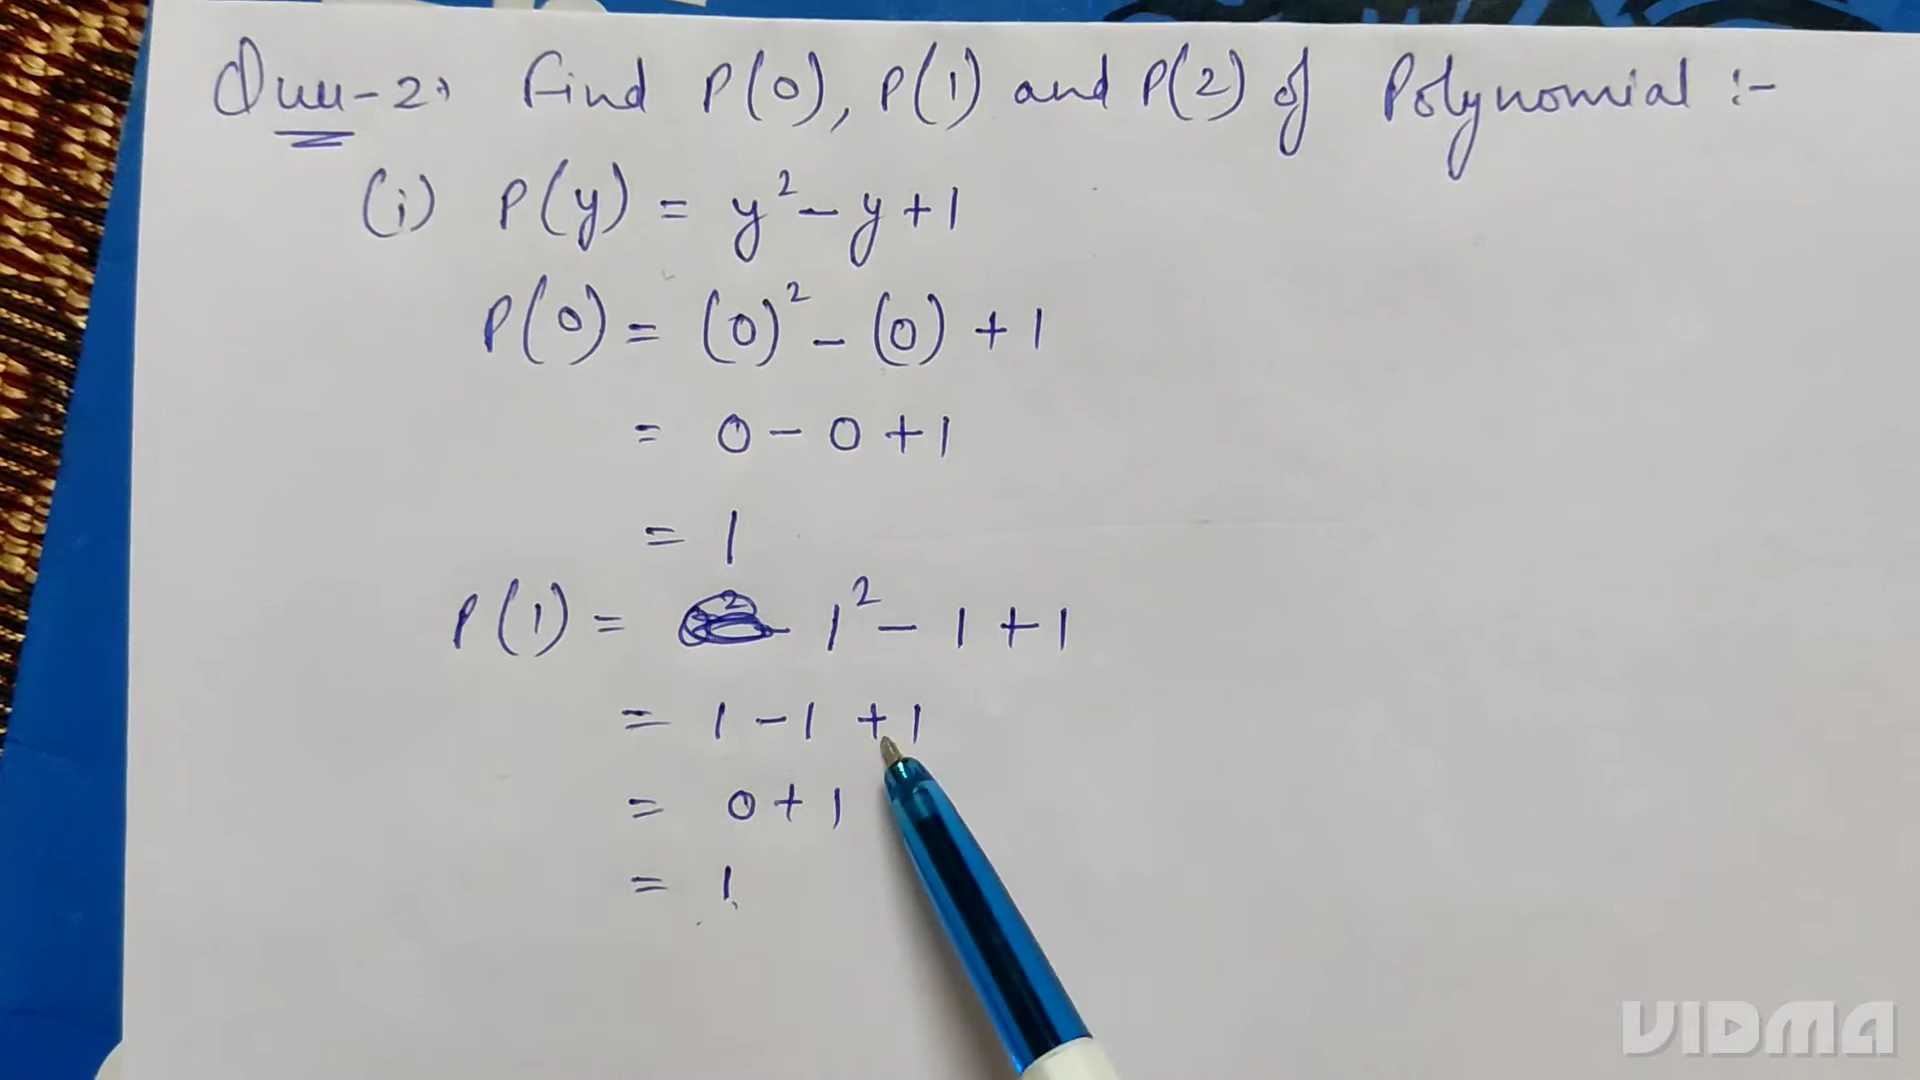 Que-2. Find P(0), P(1) and P(2) of Polynomial :-
(i) P(y) = y² - y + 1
P(0) = (0)² - (0) + 1
= 0 - 0 + 1
= 1
P(1) = 1² - 1 + 1
= 1 - 1 + 1
= 0 + 1
= 1
VIDMA